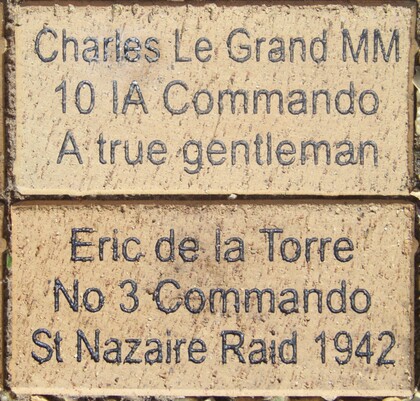 Charles Le Grand MM
10 IA Commando
A true gentleman
Eric de la Torre
No 3 Commando
St Nazaire Raid 1942